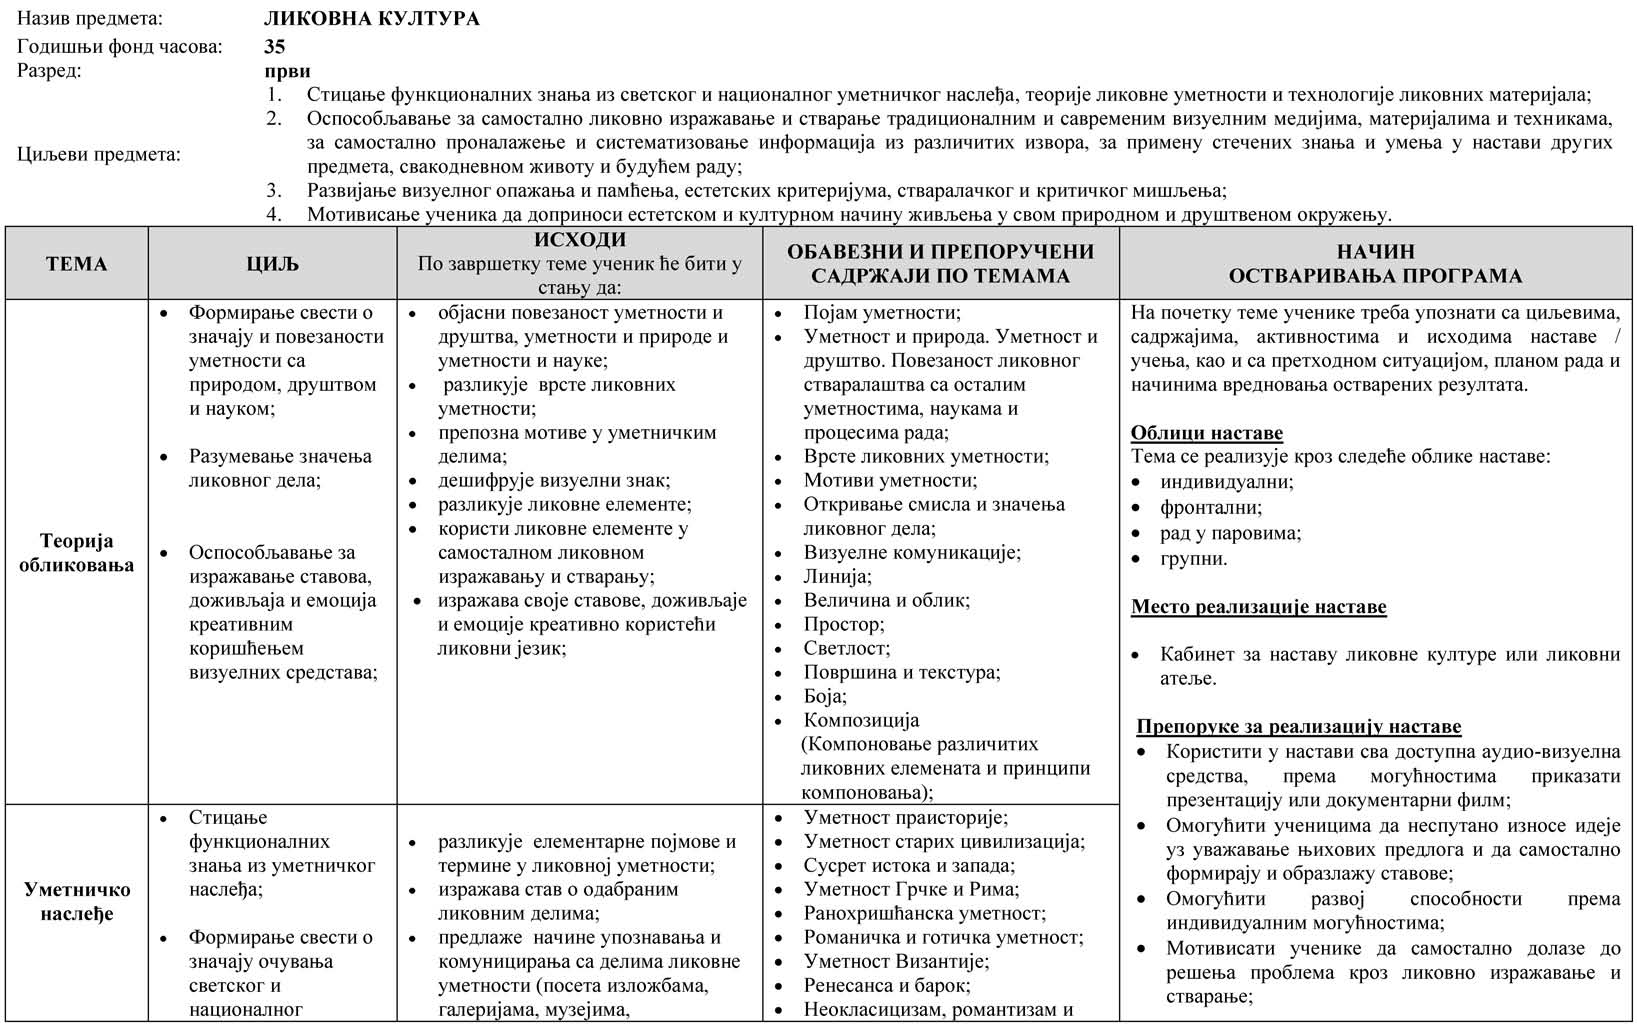 Назив предмета: ЛИКОВНА КУЛТУРА
Годишњи фонд часова: 35
Разред: први
Циљеви предмета:
1. Стицање функционалних знања из светског и националног уметничког наслеђа, теорије ликовне уметности и технологије ликовних материјала;
2. Оспособљавање за самостално ликовно изражавање и стварање традиционалним и савременим визуелним медијима, материјалима и техникама,
за самостално проналажење и систематизовање информација из различитих извора, за примену стечених знања и умења у настави других
предмета, свакодневном животу и будућем раду;
3. Развијање визуелног опажања и памћења, естетских критеријума, стваралачког и критичког мишљења;
4. Мотивисање ученика да доприноси естетском и културном начину живљења у свом природном и друштвеном окружењу.
ТЕМА
ЦИЉ
ИСХОДИ
По завршетку теме ученик ће бити у
стању да:
ОБАВЕЗНИ И ПРЕПОРУЧЕНИ
САДРЖАЈИ ПО ТЕМАМА
НАЧИН
ОСТВАРИВАЊА ПРОГРАМА
Теорија
обликовања
• Формирање свести о
значају и повезаности
уметности са
природом, друштвом
и науком;
• Разумевање значења
ликовног дела;
• Оспособљавање за
изражавање ставова,
доживљаја и емоција
креативним
коришћењем
визуелних средстава;
• објасни повезаност уметности и
друштва, уметности и природе и
уметности и науке;
• разликује врсте ликовних
уметности;
• препозна мотиве у уметничким
делима;
• дешифрује визуелни знак;
• разликује ликовне елементе;
• користи ликовне елементе у
самосталном ликовном
изражавању и стварању;
• изражава своје ставове, доживљаје
и емоције креативно користећи
ликовни језик;
• Појам уметности;
• Уметност и природа. Уметност и
друштво. Повезаност ликовног
стваралаштва са осталим
уметностима, наукама и
процесима рада;
• Врсте ликовних уметности;
• Мотиви уметности;
• Откривање смисла и значења
ликовног дела;
• Визуелне комуникације;
• Линија;
• Величина и облик;
• Простор;
• Светлост;
• Површина и текстура;
• Боја;
• Композиција
(Компоновање различитих
ликовних елемената и принципи
компоновања);
На почетку теме ученике треба упознати са циљевима,
садржајима, активностима и исходима наставе /
учења, као и са претходном ситуацијом, планом рада и
начинима вредновања остварених резултата.
Облици наставе
Тема се реализује кроз следеће облике наставе:
• индивидуални;
• фронтални;
• рад у паровима;
• групни.
Место реализације наставе
• Кабинет за наставу ликовне културе или ликовни
атеље.
Препоруке за реализацију наставе
• Користити у настави сва доступна аудио-визуелна
средства, према могућностима приказати
презентацију или документарни филм;
• Омогућити ученицима да неспутано износе идеје
уз уважавање њихових предлога и да самостално
формирају и образлажу ставове;
• Омогућити развој способности према
индивидуалним могућностима;
• Мотивисати ученике да самостално долазе до
решења проблема кроз ликовно изражавање и
стварање;
Уметничко
наслеђе
• Стицање
функционалних
знања из уметничког
наслеђа;
• Формирање свести о
значају очувања
светског и
националног
• разликује елементарне појмове и
термине у ликовној уметности;
• изражава став о одабраним
ликовним делима;
• предлаже начине упознавања и
комуницирања са делима ликовне
уметности (посета изложбама,
галеријама, музејима,
• Уметност праисторије;
• Уметност старих цивилизација;
• Сусрет истока и запада;
• Уметност Грчке и Рима;
• Ранохришћанска уметност;
• Романичка и готичка уметност;
• Уметност Византије;
• Ренесанса и барок;
• Неокласицизам, романтизам и